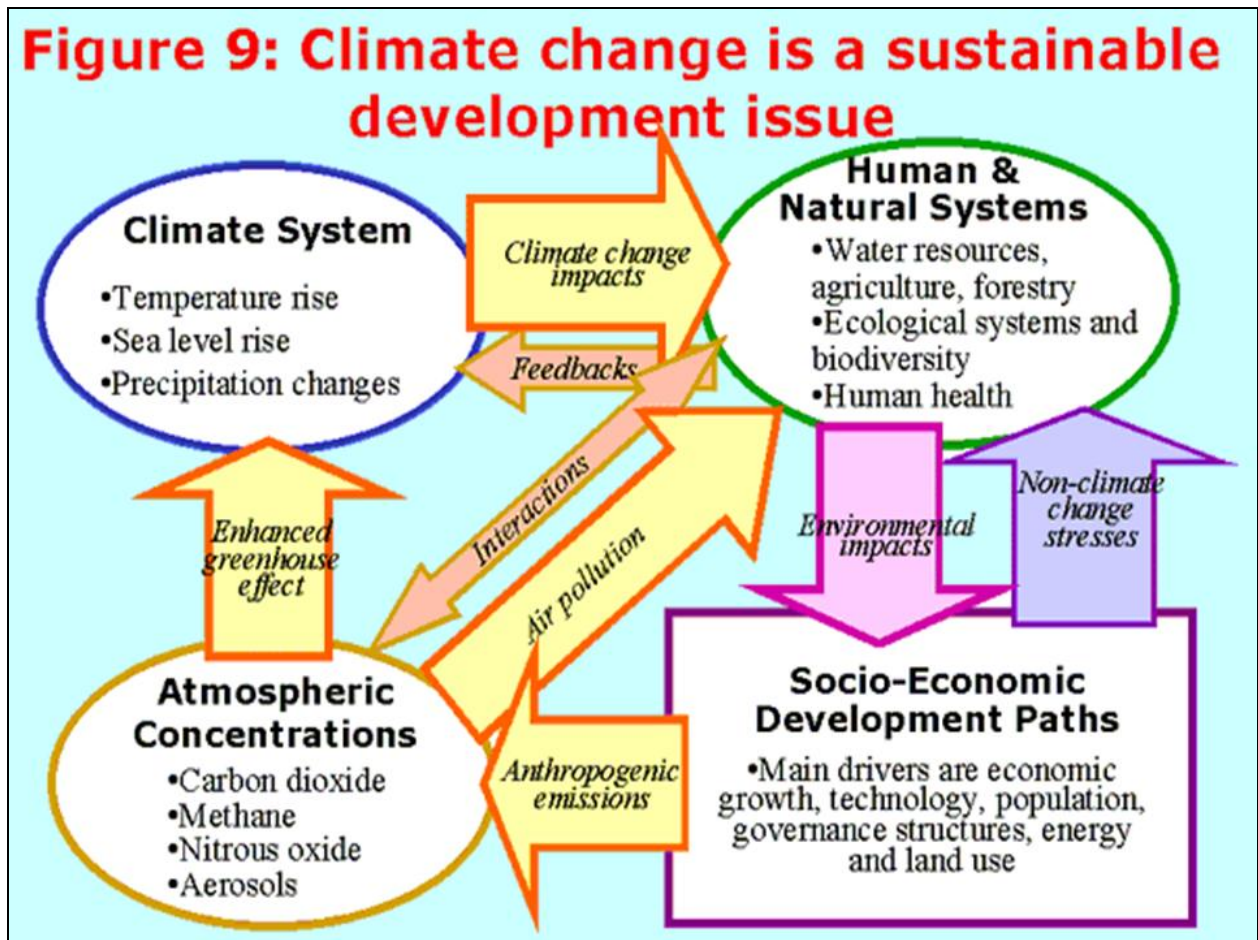 Figure 9: Climate change is a sustainable
development issue
Climate System
•Temperature rise
•Sea level rise
•Precipitation changes
Climate change
impacts
Feedbacks
Human &
Natural Systems
•Water resources,
agriculture, forestry
•Ecological systems and
biodiversity
•Human health
Enhanced
greenhouse
effect
Interactions
Air pollution
Environmental
impacts
Non-climate
change
stresses
Atmospheric
Concentrations
•Carbon dioxide
•Methane
•Nitrous oxide
•Aerosols
Anthropogenic
emissions
Socio-Economic
Development Paths
•Main drivers are economic
growth, technology, population,
governance structures, energy
and land use